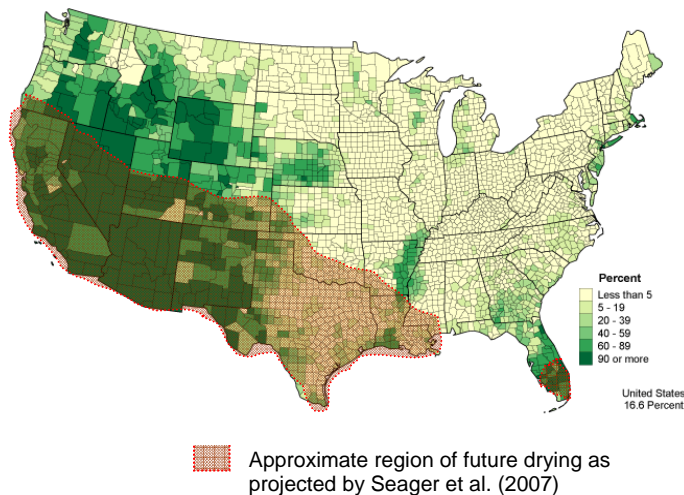 Percent
Less than 5
5 - 19
20 - 39
40 - 59
60 - 89
90 or more
United States
16.6 Percent
Approximate region of future drying as
projected by Seager et al. (2007)